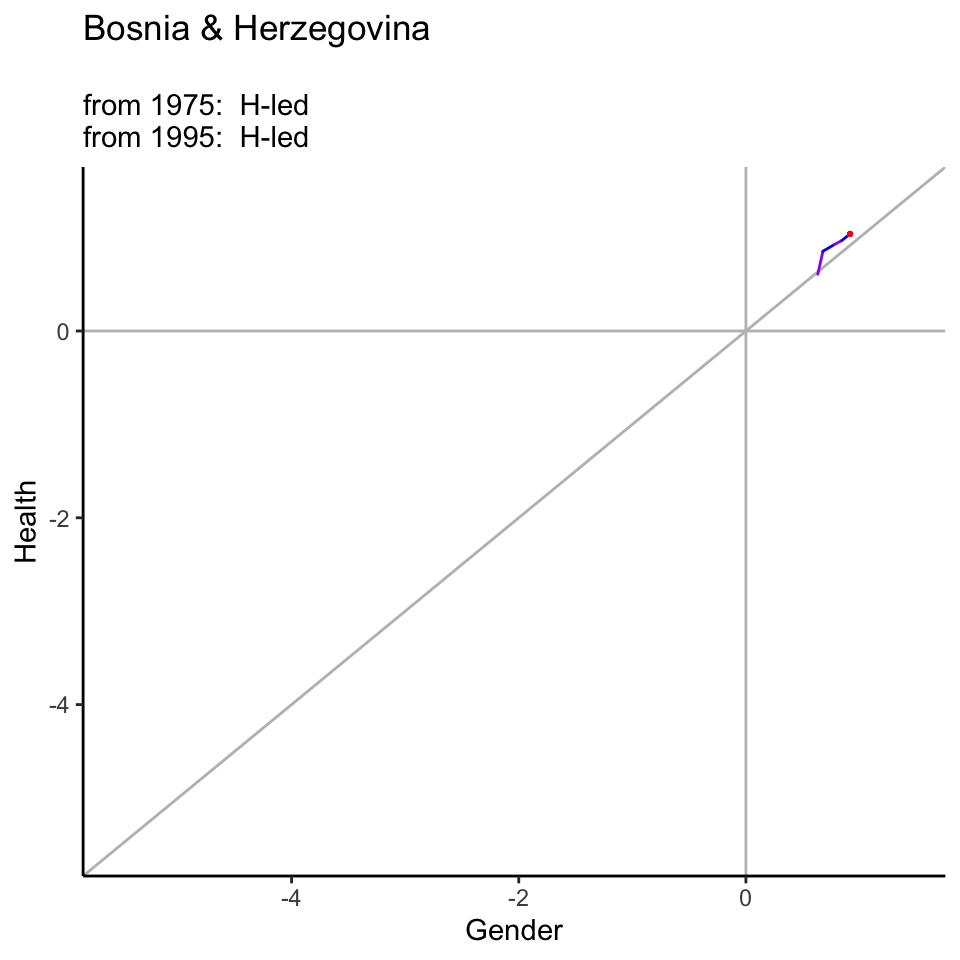 Bosnia & Herzegovina
from 1975:  H-led
from 1995:  H-led
0
-2
-4
Health
-4
-2
0
Gender